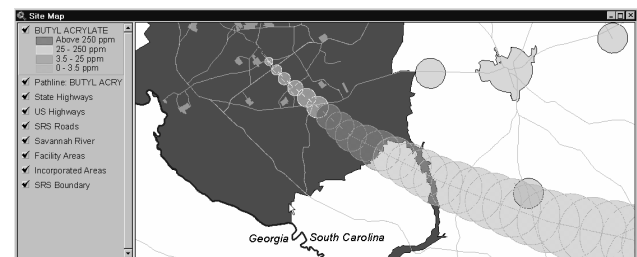 Site Map
BUTYL ACRYLATE
Above 250 ppm
25 - 250 ppm
3.5 - 25 ppm
0 - 3.5 ppm
Pathline: BUTYL ACRY
State Highways
US Highways
SRS Roads
Savannah River
Facility Areas
Incorporated Areas
SRS Boundary
Georgia South Carolina